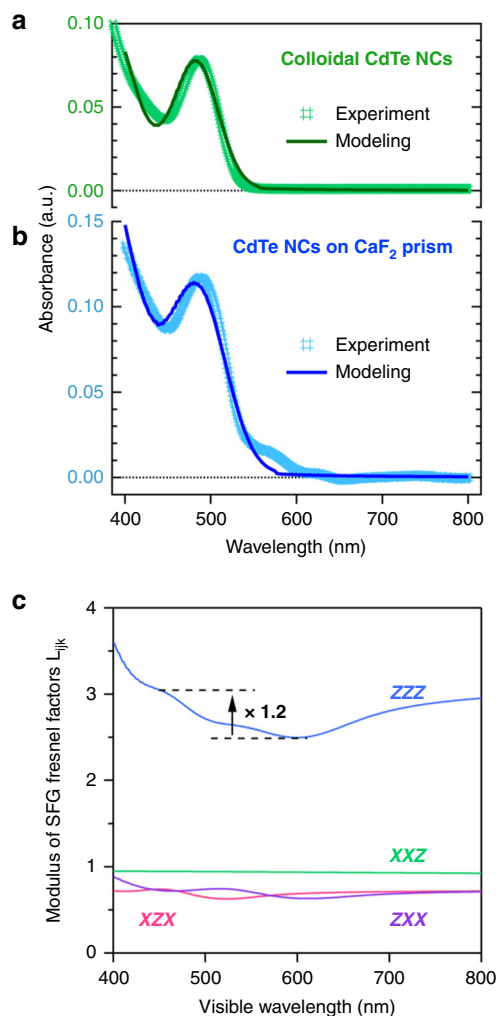 a
0.10
0.05
0.00
Colloidal CdTe NCs
Experiment
Modeling
b
0.15
0.10
0.05
0.00
CdTe NCs on CaF₂ prism
Experiment
Modeling
Absorbance (a.u.)
400 500 600 700 800
Wavelength (nm)
c
4
3
2
1
0
ZZZ
× 1.2
XXZ
XZX
ZXX
Modulus of SFG fresnel factors Lᵢⱼₖ
400 500 600 700 800
Visible wavelength (nm)